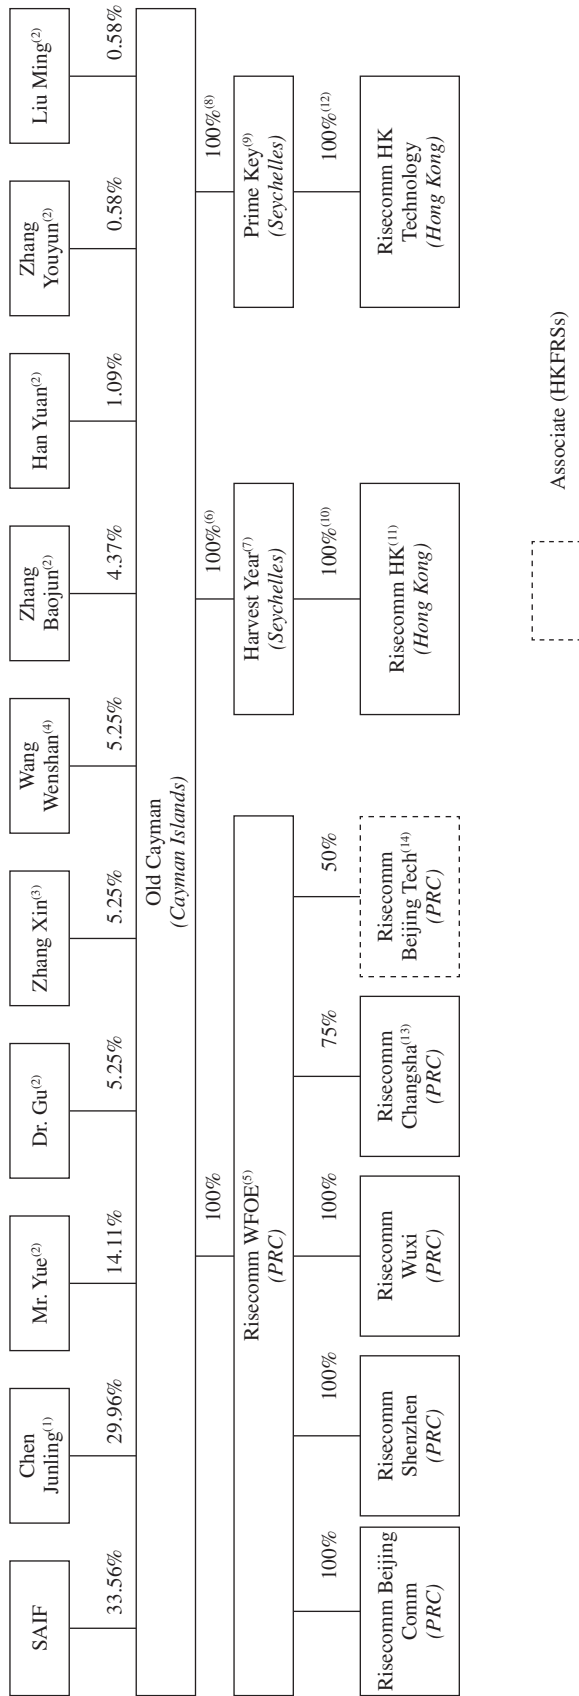 SAIF
Chen
Junling(1)
Mr. Yue(2)
Dr. Gu(2)
Zhang Xin(3)
Wang
Wenshan(4)
Zhang
Baojun(2)
Han Yuan(2)
Zhang
Youyun(2)
Liu Ming(2)
33.56%
29.96%
14.11%
5.25%
5.25%
5.25%
4.37%
1.09%
0.58%
0.58%
Old Cayman
(Cayman Islands)
100%
100%(6)
100%(8)
Risecomm WFOE(5)
(PRC)
Harvest Year(7)
(Seychelles)
Prime Key(9)
(Seychelles)
100%
100%
100%
75%
50%
100%(10)
100%(12)
Risecomm Beijing
Comm
(PRC)
Risecomm
Shenzhen
(PRC)
Risecomm
Wuxi
(PRC)
Risecomm
Changsha(13)
(PRC)
Risecomm
Beijing Tech(14)
(PRC)
Risecomm HK(11)
(Hong Kong)
Risecomm HK
Technology
(Hong Kong)
Associate (HKFRSs)